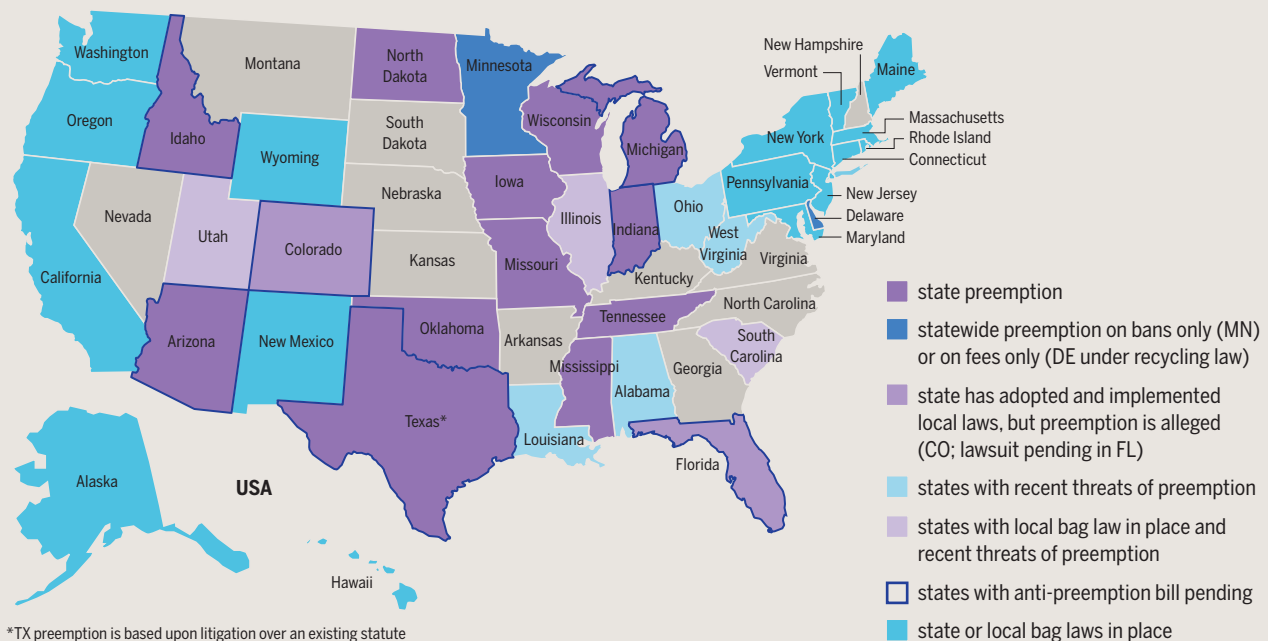 Washington
Montana
North
Dakota
Minnesota
New Hampshire
Vermont
Maine
Oregon
Idaho
Wyoming
South
Dakota
Wisconsin
Michigan
New York
Massachusetts
Rhode Island
Connecticut
Nevada
Utah
Colorado
Nebraska
Iowa
Illinois
Indiana
Ohio
Pennsylvania
New Jersey
Delaware
Maryland
West
Virginia
Virginia
California
Kansas
Missouri
Kentucky
North Carolina
Arizona
New Mexico
Oklahoma
Arkansas
Tennessee
South
Carolina
Mississippi
Alabama
Georgia
Texas*
Louisiana
Florida
Alaska
USA
Hawaii
state preemption
statewide preemption on bans only (MN)
or on fees only (DE under recycling law)
state has adopted and implemented
local laws, but preemption is alleged
(CO; lawsuit pending in FL)
states with recent threats of preemption
states with local bag law in place and
recent threats of preemption
states with anti-preemption bill pending
state or local bag laws in place
*TX preemption is based upon litigation over an existing statute